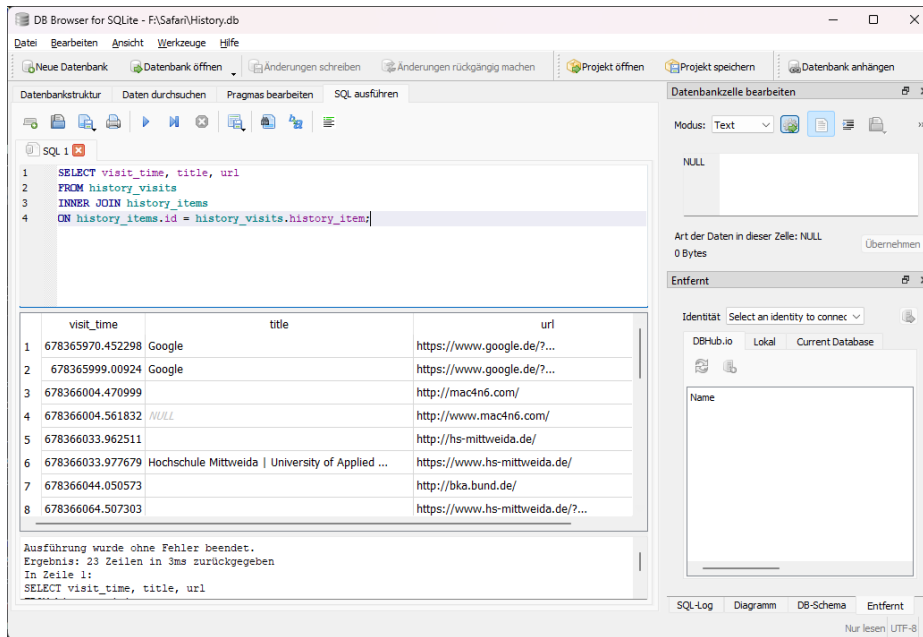 DB Browser for SQLite - F:\Safari\History.db
Datei Bearbeiten Ansicht Werkzeuge Hilfe
Neue Datenbank Datenbank öffnen Änderungen schreiben Änderungen rückgängig machen Projekt öffnen Projekt speichern Datenbank anhängen
Datenbankstruktur Daten durchsuchen Pragmas bearbeiten SQL ausführen
SQL 1
1 SELECT visit_time, title, url
2 FROM history_visits
3 INNER JOIN history_items
4 ON history_items.id = history_visits.history_item;
visit_time title url
1 678365970.452298 Google https://www.google.de/?...
2 678365999.00924 Google https://www.google.de/?...
3 678366004.470999 http://mac4n6.com/
4 678366004.561832 NULL http://www.mac4n6.com/
5 678366033.962511 http://hs-mittweida.de/
6 678366033.977679 Hochschule Mittweida | University of Applied ... https://www.hs-mittweida.de/
7 678366044.050573 http://bka.bund.de/
8 678366064.507303 https://www.hs-mittweida.de/?...
Ausführung wurde ohne Fehler beendet.
Ergebnis: 23 Zeilen in 3ms zurückgegeben
In Zeile 1:
SELECT visit_time, title, url
Datenbankzelle bearbeiten
Modus: Text
NULL
Art der Daten in dieser Zelle: NULL
0 Bytes
Übernehmen
Entfernt
Identität Select an identity to connec
DBHub.io Lokal Current Database
Name
SQL-Log Diagramm DB-Schema Entfernt
Nur lesen UTF-8